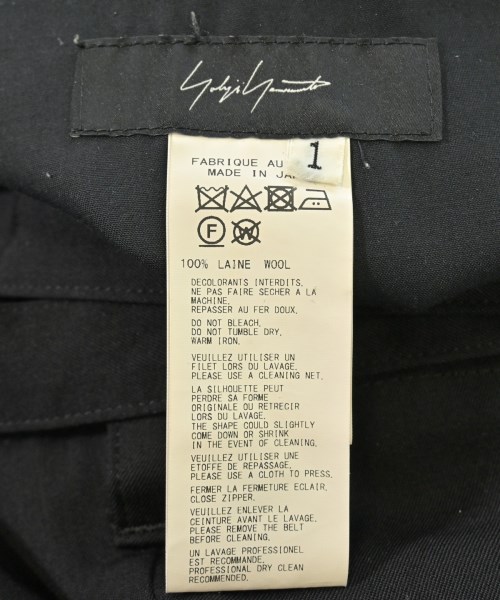 Yohji Yamamoto
1
FABRIQUE AU
MADE IN JA
F
W
100% LAINE WOOL
DECOLORANTS INTERDITS.
NE PAS FAIRE SECHER A LA
MACHINE.
REPASSER AU FER DOUX.
DO NOT BLEACH.
DO NOT TUMBLE DRY.
WARM IRON.
VEUILLEZ UTILISER UN
FILET LORS DU LAVAGE.
PLEASE USE A CLEANING NET.
LA SILHOUETTE PEUT
PERDRE SA FORME
ORIGINALE OU RETRECIR
LORS DU LAVAGE.
THE SHAPE COULD SLIGHTLY
COME DOWN OR SHRINK
IN THE EVENT OF CLEANING.
VEUILLEZ UTILISER UNE
ETOFFE DE REPASSAGE.
PLEASE USE A CLOTH TO PRESS.
FERMER LA FERMETURE ECLAIR.
CLOSE ZIPPER.
VEUILLEZ ENLEVER LA
CEINTURE AVANT LE LAVAGE.
PLEASE REMOVE THE BELT
BEFORE CLEANING.
UN LAVAGE PROFESSIONEL
EST RECOMMANDE.
PROFESSIONAL DRY CLEAN
RECOMMENDED.